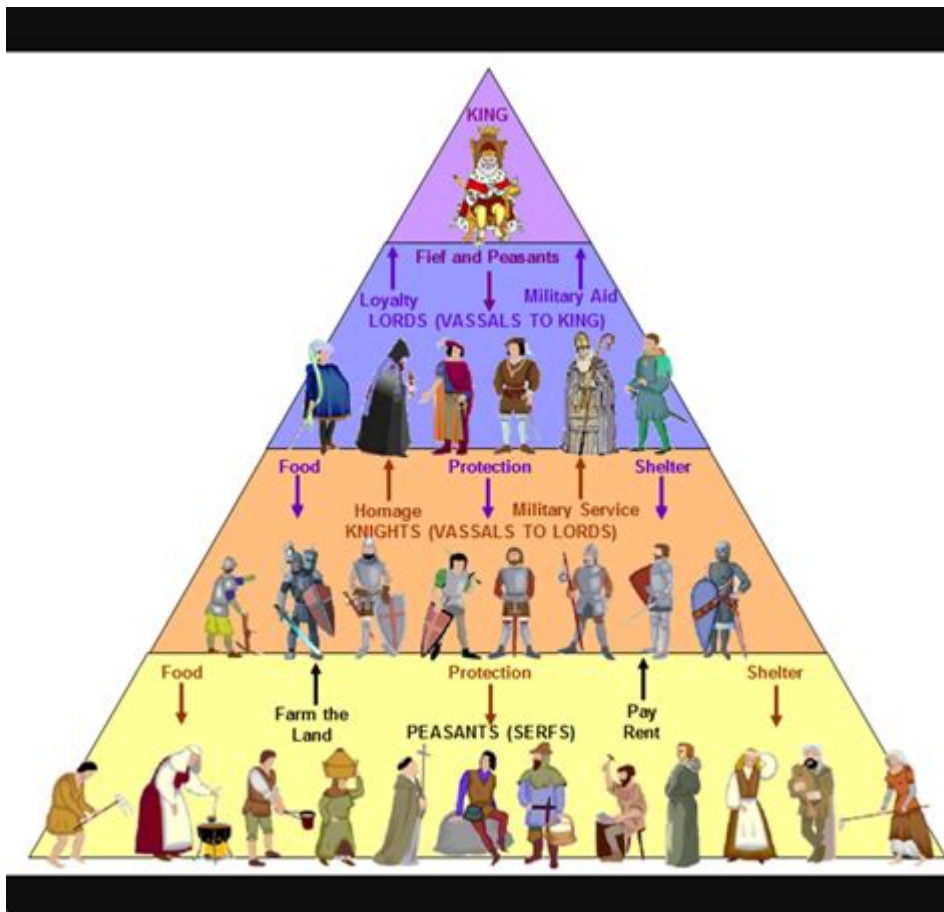 KING
Fief and Peasants
Loyalty
Military Aid
LORDS (VASSALS TO KING)
Food
Protection
Shelter
Homage
Military Service
KNIGHTS (VASSALS TO LORDS)
Food
Protection
Shelter
Farm the
Land
Pay
Rent
PEASANTS (SERFS)